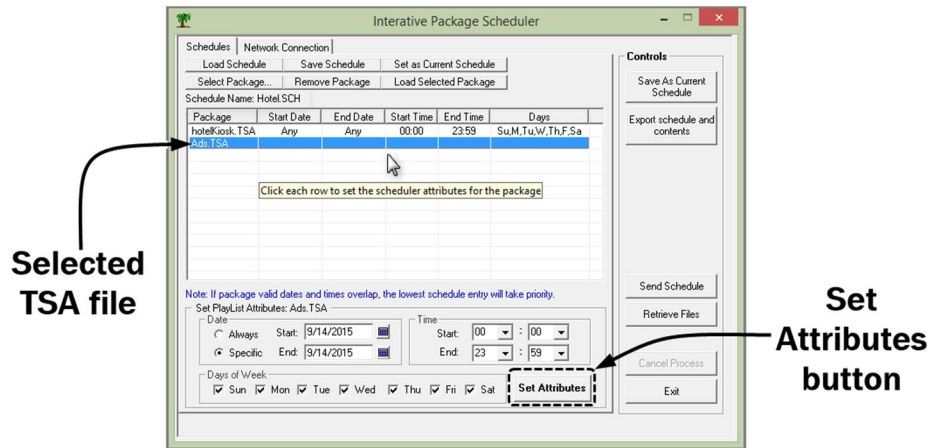 Interative Package Scheduler
Schedules Network Connection
Load Schedule Save Schedule Set as Current Schedule
Select Package... Remove Package Load Selected Package
Schedule Name: Hotel.SCH
Package Start Date End Date Start Time End Time Days
hotelKiosk.TSA Any Any 00:00 23:59 Su,M,Tu,W,Th,F,Sa
Ads.TSA
Click each row to set the scheduler attributes for the package
Note: If package valid dates and times overlap, the lowest schedule entry will take priority.
Set PlayList Attributes: Ads.TSA
Date
Always Start: 9/14/2015
Specific End: 9/14/2015
Time
Start: 00 : 00
End: 23 : 59
Days of Week
Sun Mon Tue Wed Thu Fri Sat
Set Attributes
Controls
Save As Current
Schedule
Export schedule and
contents
Send Schedule
Retrieve Files
Cancel Process
Exit
Selected
TSA file
Set
Attributes
button